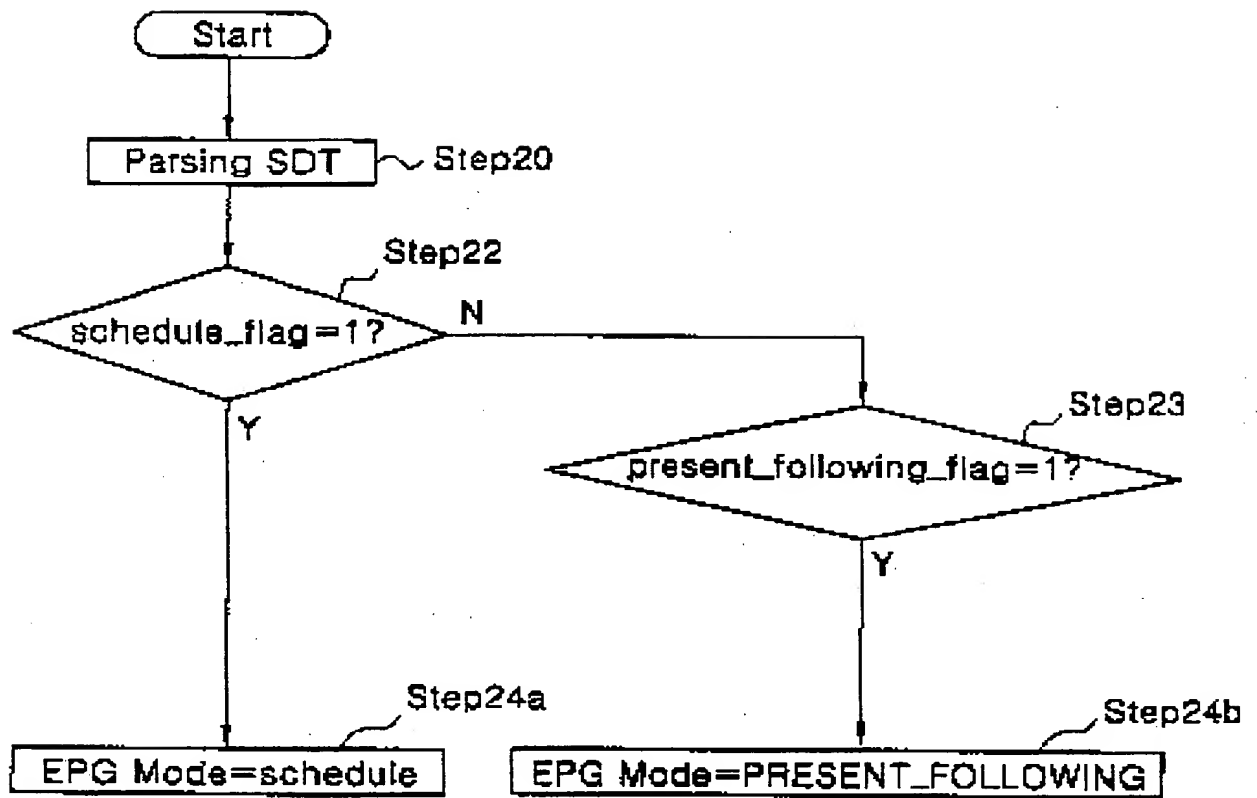 Start
Parsing SDT
Step20
Step22
schedule_flag=1?
N
Y
Step23
present_following_flag=1?
Y
Step24a
EPG Mode=schedule
Step24b
EPG Mode=PRESENT_FOLLOWING